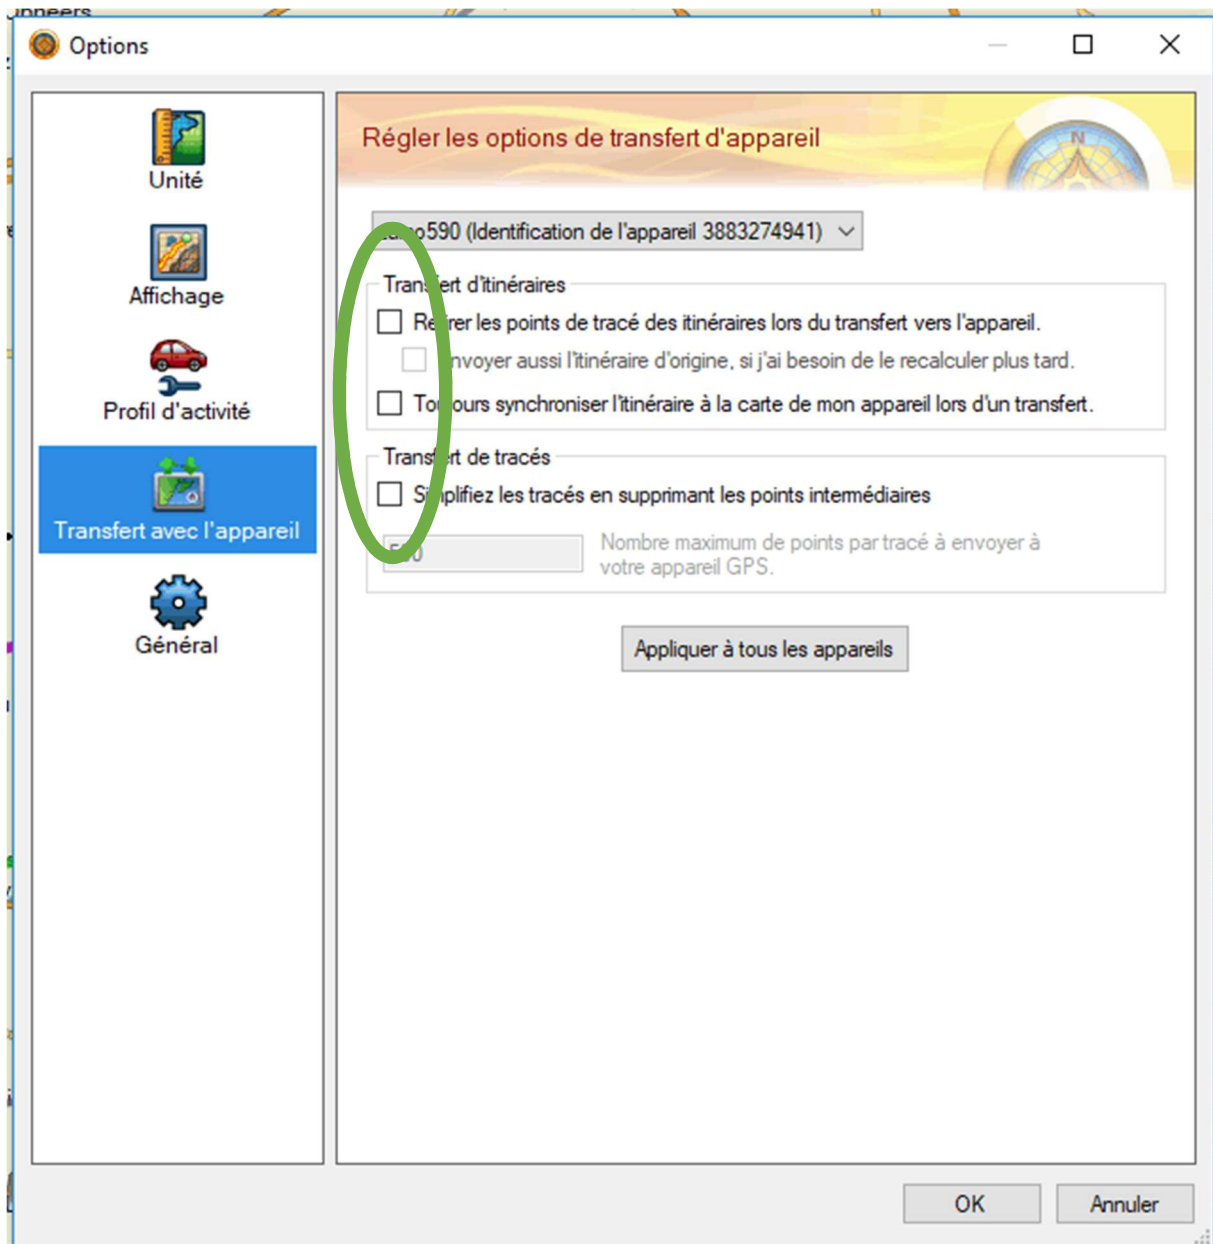 Options
Unité
Affichage
Profil d'activité
Transfert avec l'appareil
Général
Régler les options de transfert d'appareil
N
590 (Identification de l'appareil 3883274941)
Transfert d'itinéraires
Retirer les points de tracé des itinéraires lors du transfert vers l'appareil.
Envoyer aussi l'itinéraire d'origine, si j'ai besoin de le recalculer plus tard.
Toujours synchroniser l'itinéraire à la carte de mon appareil lors d'un transfert.
Transfert de tracés
Simplifiez les tracés en supprimant les points intermédiaires
Nombre maximum de points par tracé à envoyer à
votre appareil GPS.
Appliquer à tous les appareils
OK
Annuler